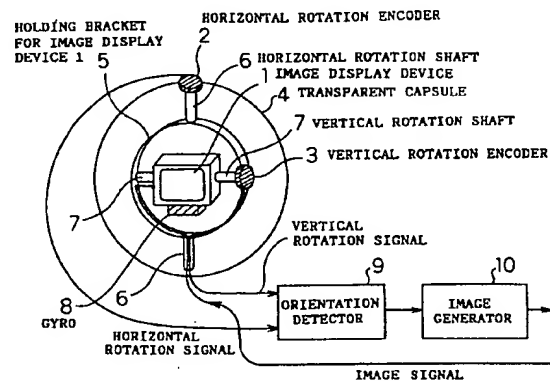 HOLDING BRACKET
FOR IMAGE DISPLAY
DEVICE 1
5
2
HORIZONTAL ROTATION ENCODER
6
HORIZONTAL ROTATION SHAFT
1
IMAGE DISPLAY DEVICE
4
TRANSPARENT CAPSULE
7
VERTICAL ROTATION SHAFT
3
VERTICAL ROTATION ENCODER
7
8
GYRO
6
VERTICAL
ROTATION SIGNAL
9
10
ORIENTATION
DETECTOR
IMAGE
GENERATOR
HORIZONTAL
ROTATION SIGNAL
IMAGE SIGNAL